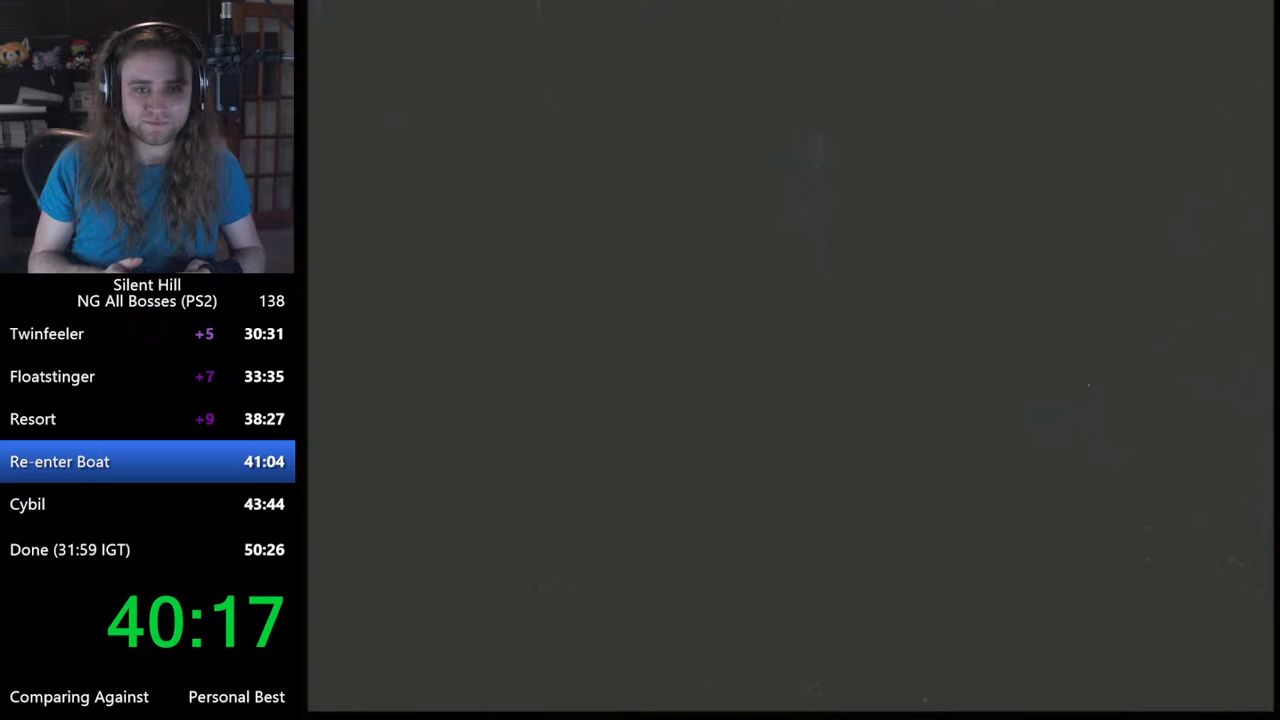 Silent Hill
NG All Bosses (PS2) 138
Twinfeeler +5 30:31
Floatstinger +7 33:35
Resort +9 38:27
Re-enter Boat 41:04
Cybil 43:44
Done (31:59 IGT) 50:26
40:17
Comparing Against Personal Best